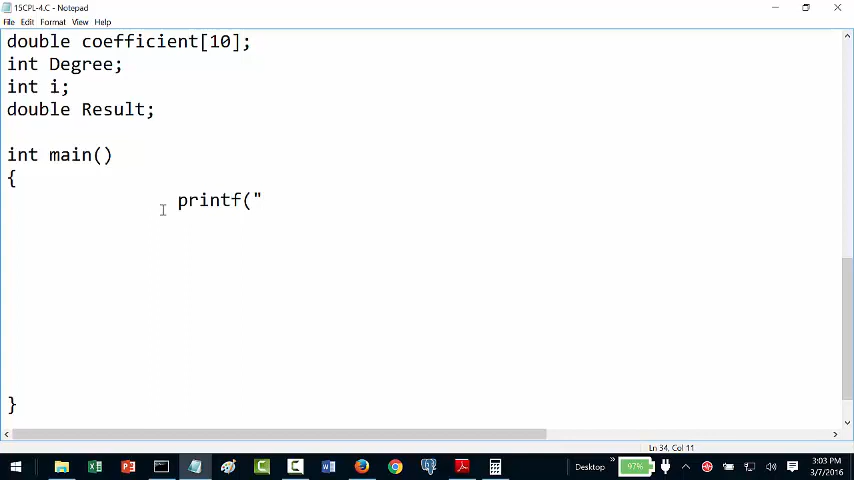 15CPL-4.C - Notepad
File Edit Format View Help
double coefficient[10];
int Degree;
int i;
double Result;
int main()
{
printf("
}
Ln 34, Col 11
Desktop
97%
3:03 PM
3/7/2016